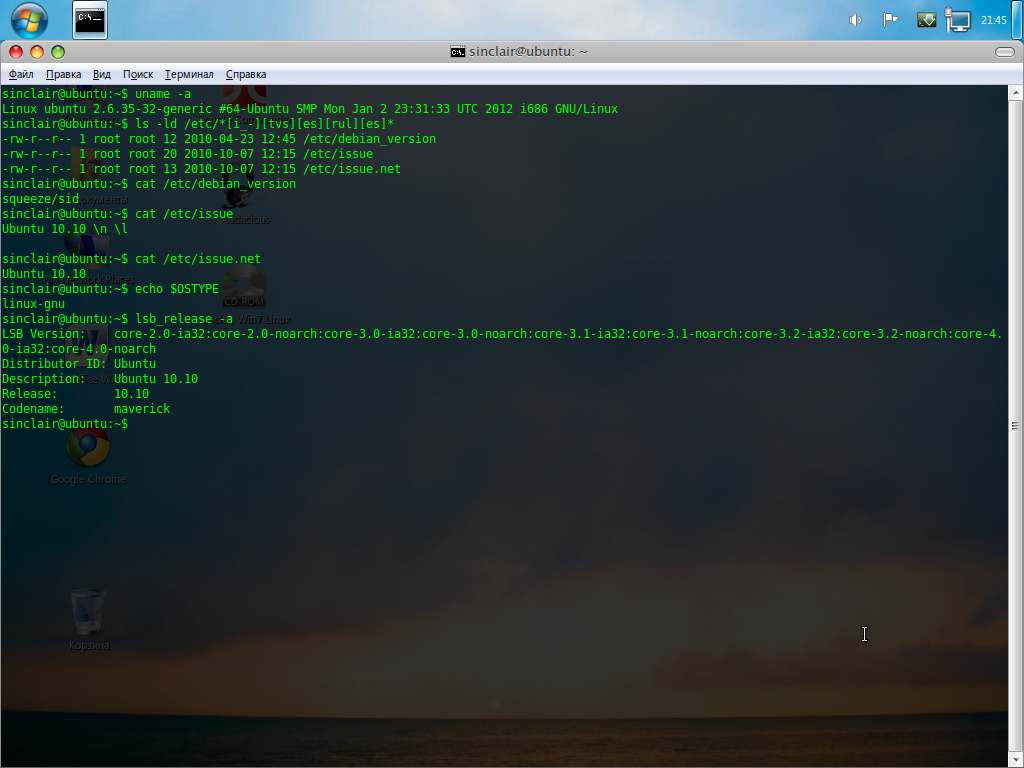 21:45
sinclair@ubuntu: ~
Файл Правка Вид Поиск Терминал Справка
sinclair@ubuntu:~$ uname -a
Linux ubuntu 2.6.35-32-generic #64-Ubuntu SMP Mon Jan 2 23:31:33 UTC 2012 i686 GNU/Linux
sinclair@ubuntu:~$ ls -ld /etc/*[i_-][tvs][es][rul][es]*
-rw-r--r-- 1 root root 12 2010-04-23 12:45 /etc/debian_version
-rw-r--r-- 1 root root 20 2010-10-07 12:15 /etc/issue
-rw-r--r-- 1 root root 13 2010-10-07 12:15 /etc/issue.net
sinclair@ubuntu:~$ cat /etc/debian_version
squeeze/sid
sinclair@ubuntu:~$ cat /etc/issue
Audacious
Ubuntu 10.10 \n \l
sinclair@ubuntu:~$ cat /etc/issue.net
Ubuntu 10.10
sinclair@ubuntu:~$ echo $OSTYPE
CD-ROM
linux-gnu
sinclair@ubuntu:~$ lsb_release -a
Win7 Linux
LSB Version:    core-2.0-ia32:core-2.0-noarch:core-3.0-ia32:core-3.0-noarch:core-3.1-ia32:core-3.1-noarch:core-3.2-ia32:core-3.2-noarch:core-4.
0-ia32:core-4.0-noarch
Distributor ID: Ubuntu
Description:    Ubuntu 10.10
Release:        10.10
Codename:       maverick
sinclair@ubuntu:~$
Google Chrome
Корзина